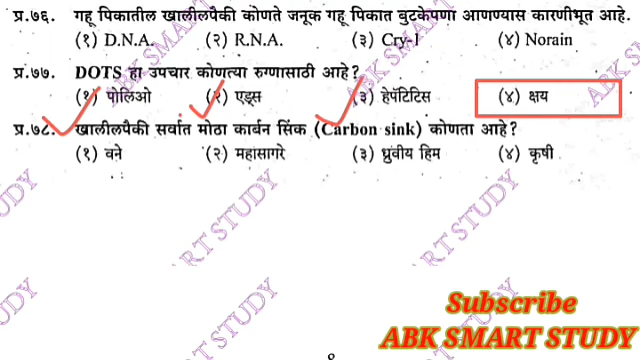 प्र.७६. गहू पिकातील खालीलपैकी कोणते जनूक गहू पिकात बुटकेपणा आणण्यास कारणीभूत आहे.
(१) D.N.A. (२) R.N.A. (३) Cry-I (४) Norain
प्र.७७. DOTS हा उपचार कोणत्या रुग्णासाठी आहे?
(१) पोलिओ (२) एड्स (३) हेपॅटिटिस (४) क्षय
प्र.७८. खालीलपैकी सर्वात मोठा कार्बन सिंक (Carbon sink) कोणता आहे?
(१) वने (२) महासागरे (३) ध्रुवीय हिम (४) कृषी
Subscribe
ABK SMART STUDY